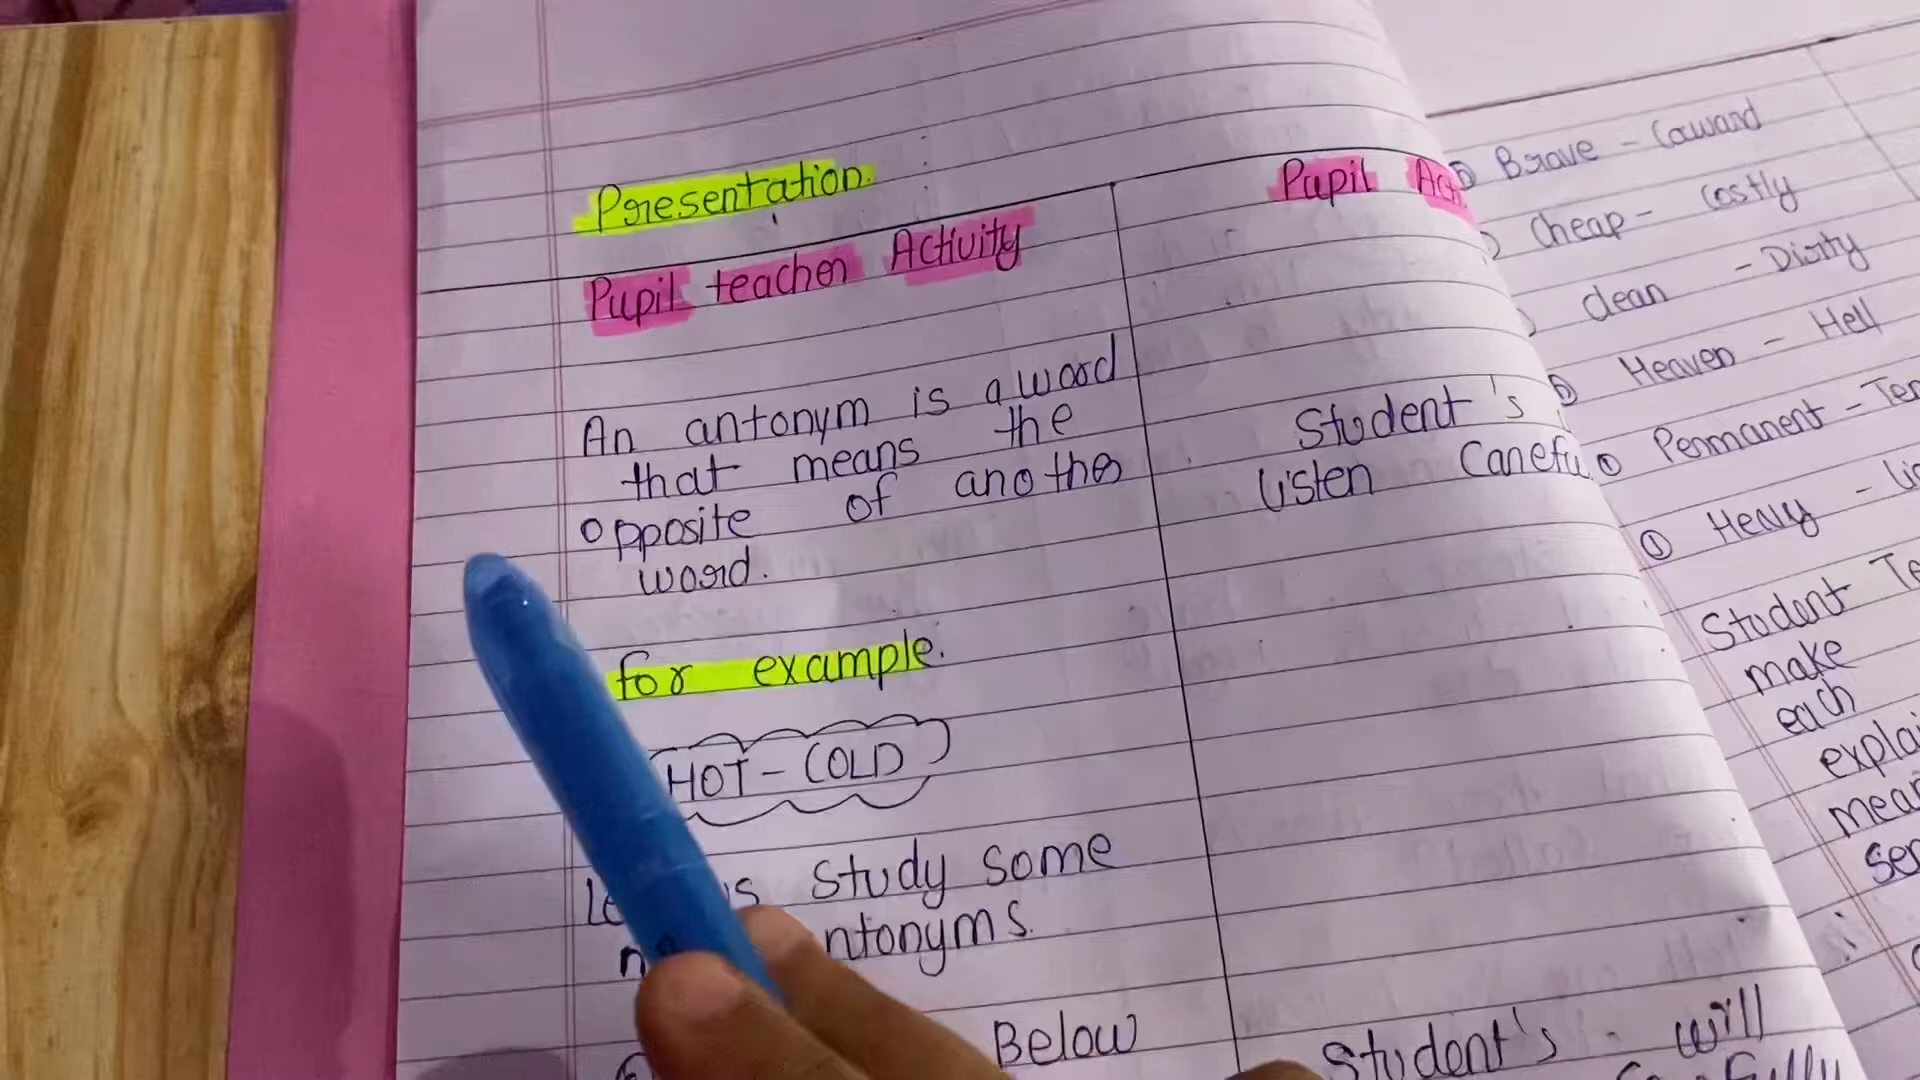 Presentation.
Pupil teacher Activity
An antonym is a word
that means the
opposite of another
word.
for example.
HOT - COLD
study some
Below
Pupil
Student's
Listen
Student's will
Brave - Coward
Cheap - Costly
clean - Dirty
Heaven - Hell
Permanent -
① Heavy -
Student
make
each